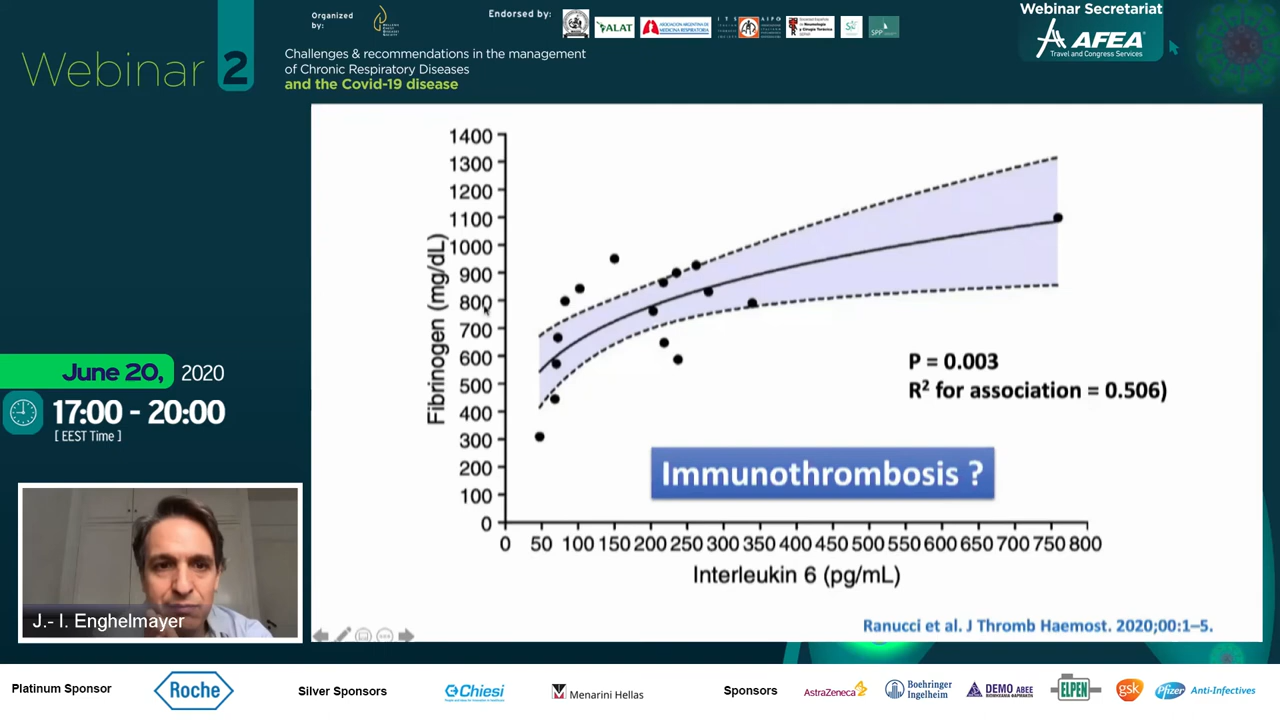 Organized
by:
Endorsed by:
ALAT
ASOCIACIÓN ARGENTINA DE
MEDICINA RESPIRATORIA
AIPO
SPP
Webinar Secretariat
AFEA
Travel and Congress Services
Webinar 2
Challenges & recommendations in the management
of Chronic Respiratory Diseases
and the Covid-19 disease
June 20, 2020
17:00 - 20:00
[ EEST Time ]
1400
1300
1200
1100
1000
900
800
700
600
500
400
300
200
100
0
Fibrinogen (mg/dL)
P = 0.003
R² for association = 0.506)
Immunothrombosis ?
0 50 100 150 200 250 300 350 400 450 500 550 600 650 700 750 800
Interleukin 6 (pg/mL)
Ranucci et al. J Thromb Haemost. 2020;00:1–5.
J.- I. Enghelmayer
Platinum Sponsor
Roche
Silver Sponsors
Chiesi
Menarini Hellas
Sponsors
AstraZeneca
Boehringer
Ingelheim
DEMO ABEE
ELPEN
gsk
Pfizer Anti-Infectives